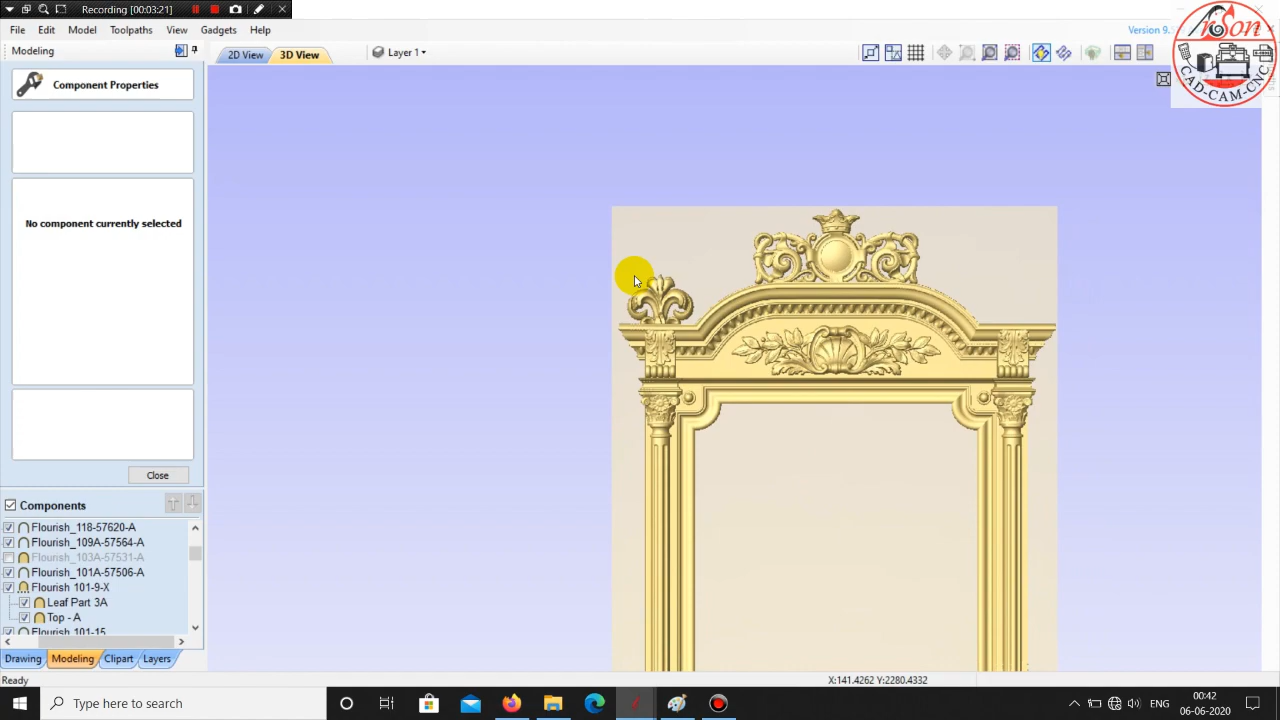 Recording [00:03:21]
File Edit Model Toolpaths View Gadgets Help
Version 9.
Modeling
2D View 3D View Layer 1
Component Properties
No component currently selected
Close
Components
Flourish_118-57620-A
Flourish_109A-57564-A
Flourish_103A-57531-A
Flourish_101A-57506-A
Flourish 101-9-X
Leaf Part 3A
Top - A
Flourish 101-15
Drawing Modeling Clipart Layers
Ready
X:141.4262 Y:2280.4332
Type here to search
ENG
00:42
06-06-2020
CAD-CAM-CNC